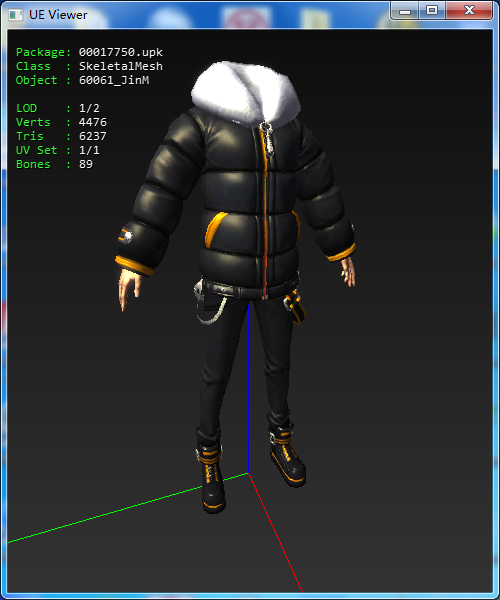 UE Viewer
Package: 00017750.upk
Class  : SkeletalMesh
Object : 60061_JinM
LOD    : 1/2
Verts  : 4476
Tris   : 6237
UV Set : 1/1
Bones  : 89